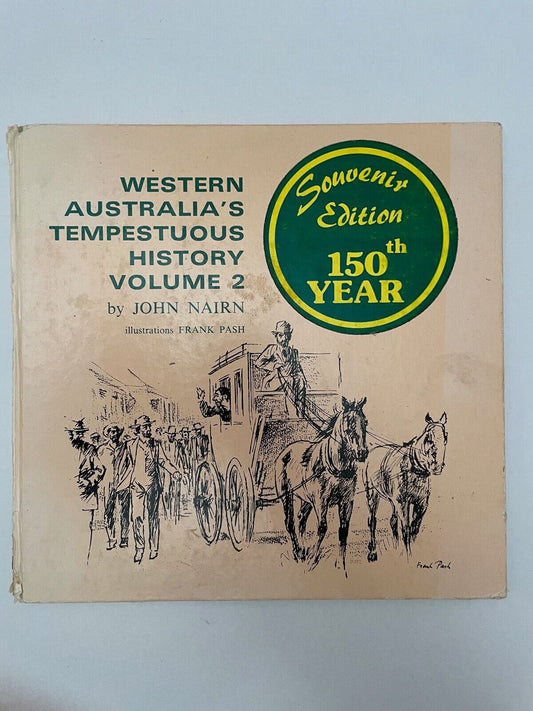 WESTERN
AUSTRALIA'S
TEMPESTUOUS
HISTORY
VOLUME 2
by JOHN NAIRN
illustrations FRANK PASH
Souvenir
Edition
150th
YEAR
Frank Pash